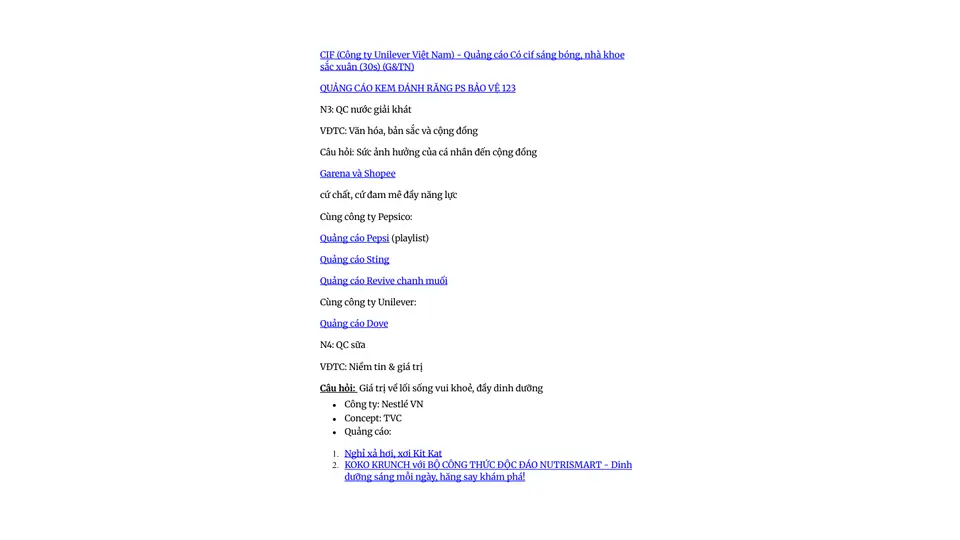 CIF (Công ty Unilever Việt Nam) - Quảng cáo Có cif sáng bóng, nhà khoe
sắc xuân (30s) (G&TN)
QUẢNG CÁO KEM ĐÁNH RĂNG PS BẢO VỆ 123
N3: QC nước giải khát
VĐTC: Văn hóa, bản sắc và cộng đồng
Câu hỏi: Sức ảnh hưởng của cá nhân đến cộng đồng
Garena và Shopee
cứ chất, cứ đam mê đầy năng lực
Cùng công ty Pepsico:
Quảng cáo Pepsi (playlist)
Quảng cáo Sting
Quảng cáo Revive chanh muối
Cùng công ty Unilever:
Quảng cáo Dove
N4: QC sữa
VĐTC: Niềm tin & giá trị
Câu hỏi: Giá trị về lối sống vui khoẻ, đầy dinh dưỡng
• Công ty: Nestlé VN
• Concept: TVC
• Quảng cáo:
1. Nghỉ xả hơi, xơi Kit Kat
2. KOKO KRUNCH với BỘ CÔNG THỨC ĐỘC ĐÁO NUTRISMART - Dinh
dưỡng sáng mỗi ngày, hăng say khám phá!